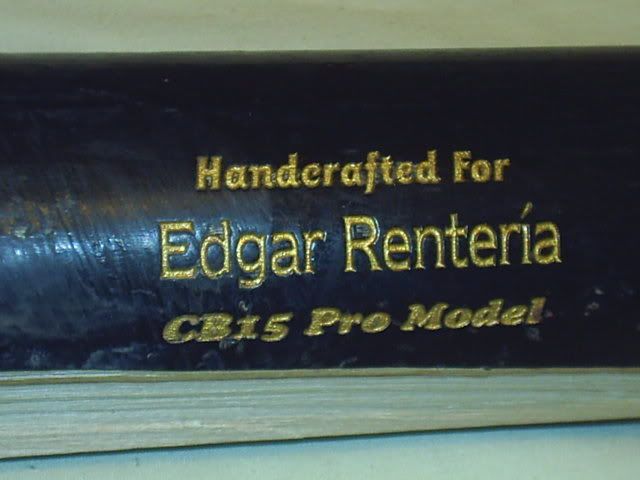 Handcrafted For
Edgar Rentería
CB15 Pro Model